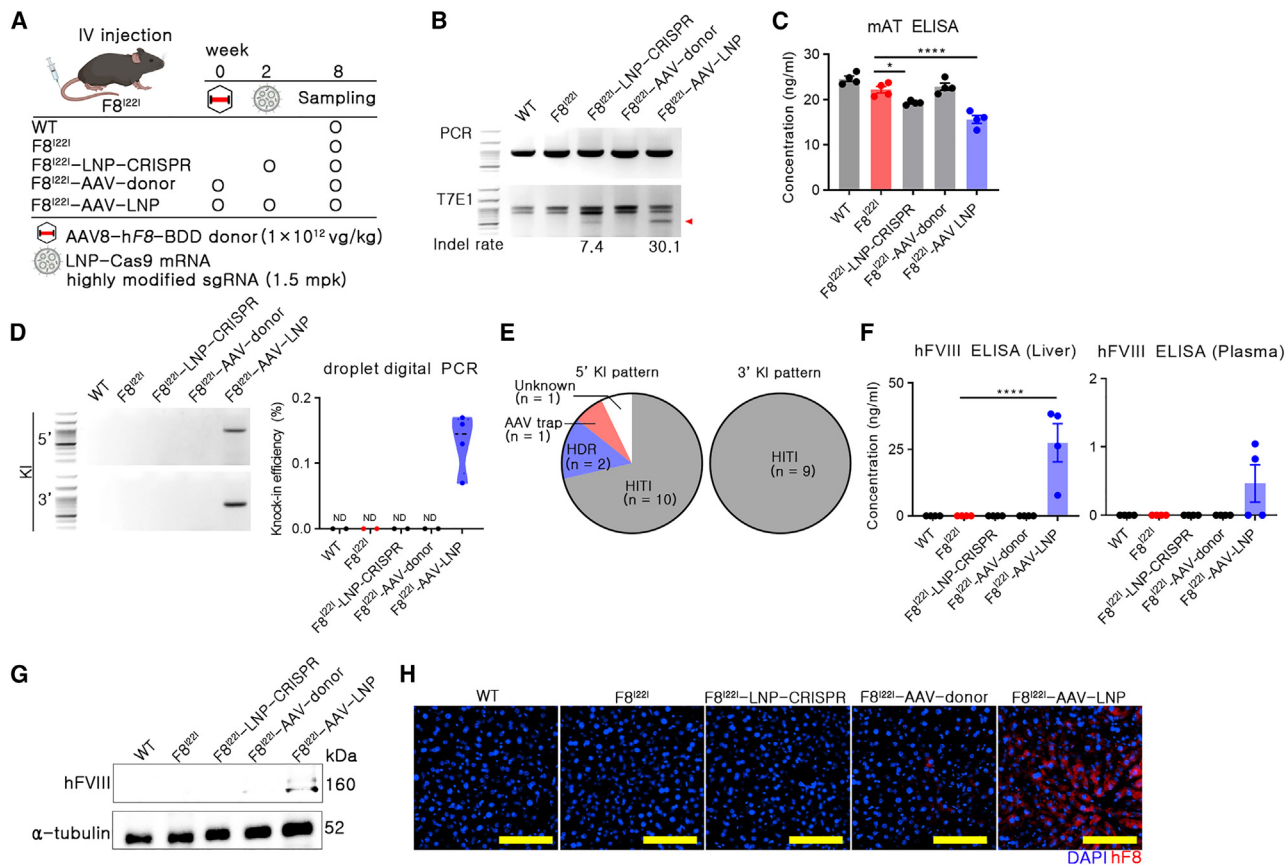 A
IV injection
F8I22I
week
0 2 8
Sampling
WT O
F8I22I O
F8I22I-LNP-CRISPR O O
F8I22I-AAV-donor O O
F8I22I-AAV-LNP O O O
AAV8-hF8-BDD donor (1×10¹² vg/kg)
LNP-Cas9 mRNA
highly modified sgRNA (1.5 mpk)
B
WT
F8I22I
F8I22I-LNP-CRISPR
F8I22I-AAV-donor
F8I22I-AAV-LNP
PCR
T7E1
Indel rate 7.4 30.1
C
mAT ELISA
Concentration (ng/ml)
30
20
10
0
*
****
WT
F8I22I
F8I22I-LNP-CRISPR
F8I22I-AAV-donor
F8I22I-AAV LNP
D
WT
F8I22I
F8I22I-LNP-CRISPR
F8I22I-AAV-donor
F8I22I-AAV-LNP
KI
5’
3’
droplet digital PCR
Knock-in efficiency (%)
0.2
0.1
0.0
ND ND ND ND
WT
F8I22I
F8I22I-LNP-CRISPR
F8I22I-AAV-donor
F8I22I-AAV-LNP
E
5’ KI pattern
Unknown
(n = 1)
AAV trap
(n = 1)
HDR
(n = 2)
HITI
(n = 10)
3’ KI pattern
HITI
(n = 9)
F
hFVIII ELISA (Liver)
Concentration (ng/ml)
50
25
0
****
WT
F8I22I
F8I22I-LNP-CRISPR
F8I22I-AAV-donor
F8I22I-AAV-LNP
hFVIII ELISA (Plasma)
2
1
0
WT
F8I22I
F8I22I-LNP-CRISPR
F8I22I-AAV-donor
F8I22I-AAV-LNP
G
WT
F8I22I
F8I22I-LNP-CRISPR
F8I22I-AAV-donor
F8I22I-AAV-LNP
kDa
hFVIII 160
α-tubulin 52
H
WT
F8I22I
F8I22I-LNP-CRISPR
F8I22I-AAV-donor
F8I22I-AAV-LNP
DAPI hF8